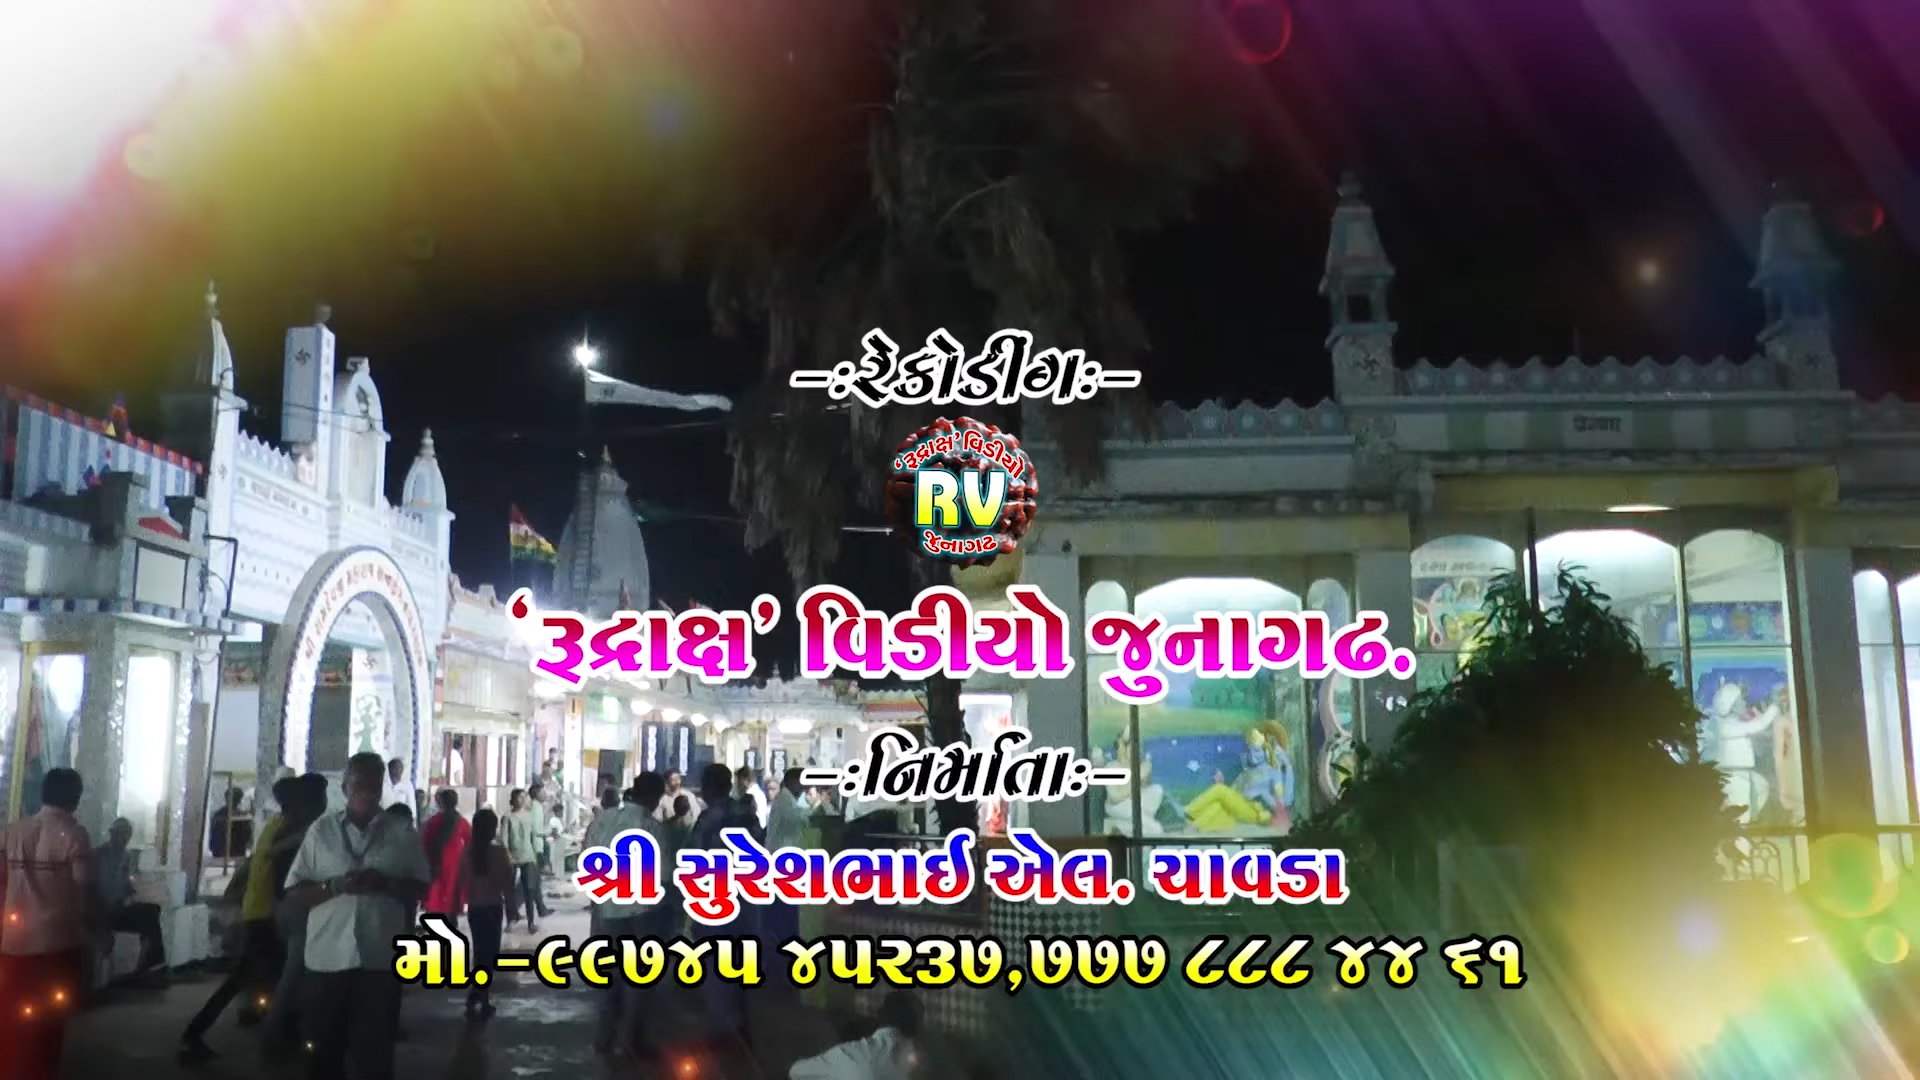 -:રેકોર્ડીંગ:-
'રૂદ્રાક્ષ' વિડીયો
RV
જુનાગઢ
'રૂદ્રાક્ષ' વિડીયો જુનાગઢ.
-:નિર્માતા:-
શ્રી સુરેશભાઈ એલ. ચાવડા
મો.-૯૯૭૪૫ ૪૫૨૩૭,૭૭૭ ૮૮૮ ૪૪ ૬૧